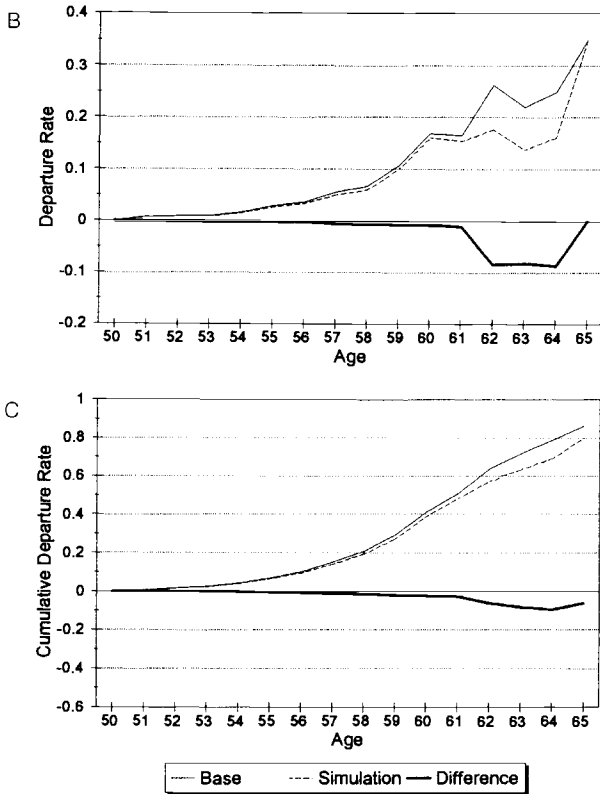 B
0.4
0.3
0.2
0.1
0
-0.1
-0.2
Departure Rate
50 51 52 53 54 55 56 57 58 59 60 61 62 63 64 65
Age
C
1
0.8
0.6
0.4
0.2
0
-0.2
-0.4
-0.6
Cumulative Departure Rate
50 51 52 53 54 55 56 57 58 59 60 61 62 63 64 65
Age
Base Simulation Difference